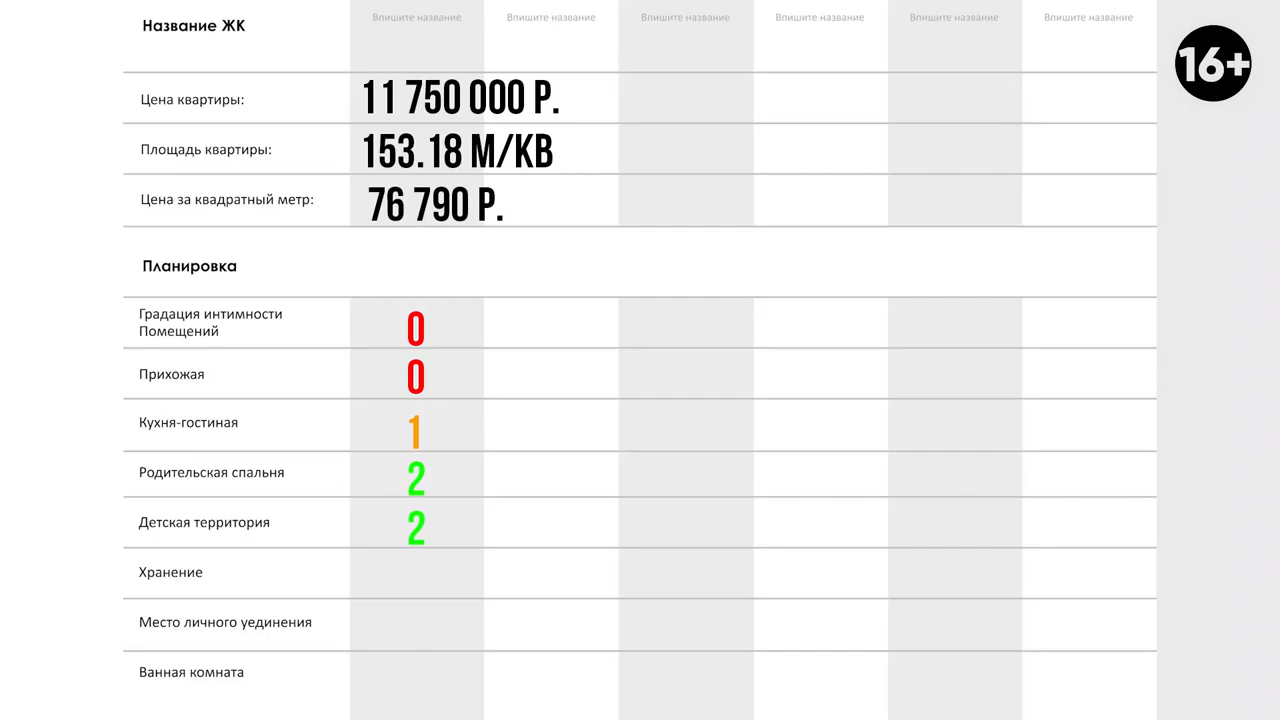 Название ЖК
Впишите название
Впишите название
Впишите название
Впишите название
Впишите название
Впишите название
16+
Цена квартиры:
11 750 000 Р.
Площадь квартиры:
153.18 М/КВ
Цена за квадратный метр:
76 790 Р.
Планировка
Градация интимности
Помещений
0
Прихожая
0
Кухня-гостиная
1
Родительская спальня
2
Детская территория
2
Хранение
Место личного уединения
Ванная комната